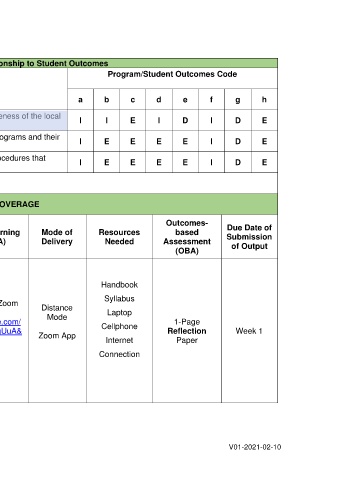 onship to Student Outcomes
Program/Student Outcomes Code
a b c d e f g h
eness of the local
I I E I D I D E
ograms and their
I E E E E I D E
ocedures that
I E E E E I D E
OVERAGE
rning
A)
Mode of
Delivery
Resources
Needed
Outcomes-
based
Assessment
(OBA)
Due Date of
Submission
of Output
Zoom
e.com/
gUuA&
Distance
Mode
Zoom App
Handbook
Syllabus
Laptop
Cellphone
Internet
Connection
1-Page
Reflection
Paper
Week 1
V01-2021-02-10